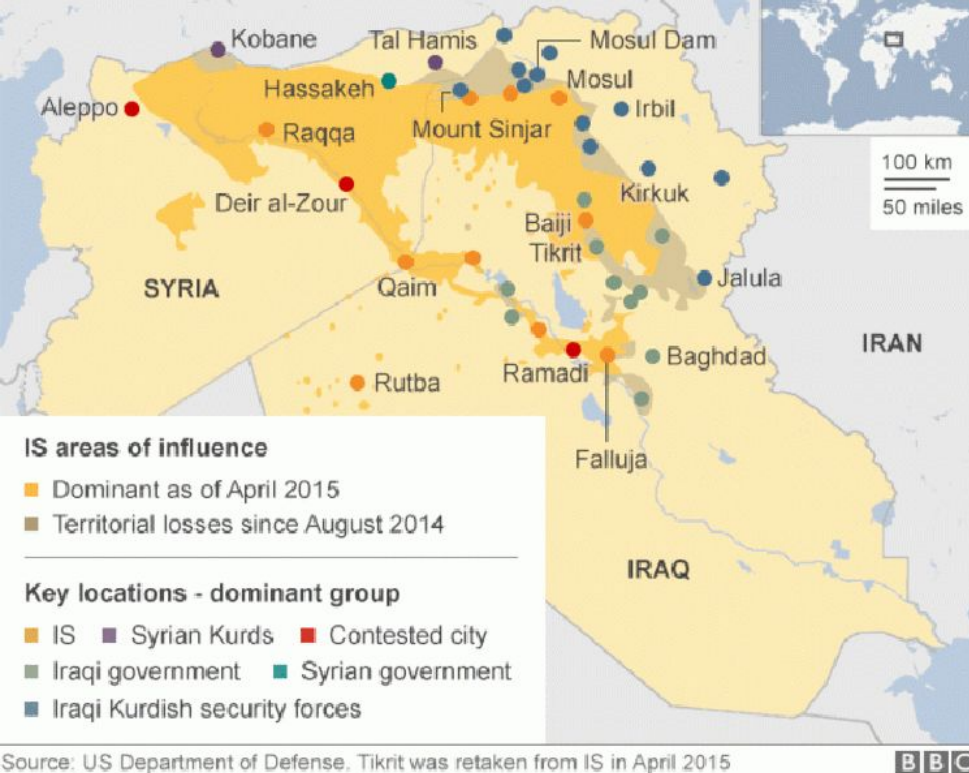 Kobane
Tal Hamis
Mosul Dam
Hassakeh
Mosul
Aleppo
Irbil
Raqqa
Mount Sinjar
100 km
50 miles
Deir al-Zour
Kirkuk
Baiji
Tikrit
SYRIA
Qaim
Jalula
IRAN
Ramadi
Baghdad
Rutba
Falluja
IRAQ
IS areas of influence
Dominant as of April 2015
Territorial losses since August 2014
Key locations - dominant group
IS Syrian Kurds Contested city
Iraqi government Syrian government
Iraqi Kurdish security forces
Source: US Department of Defense. Tikrit was retaken from IS in April 2015
BBC